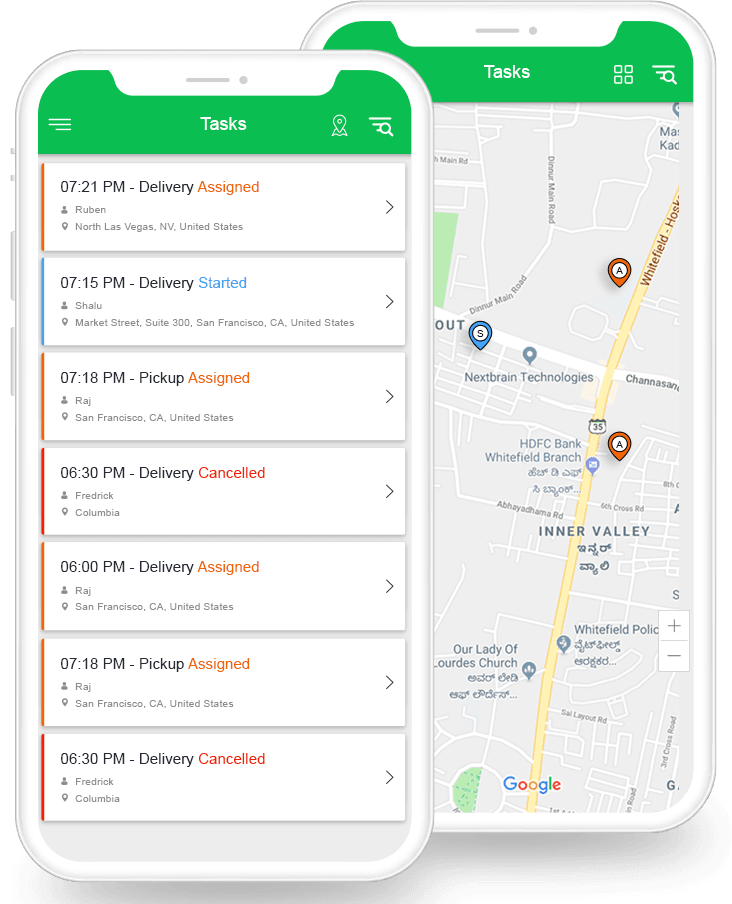 Tasks
07:21 PM - Delivery Assigned
Ruben
North Las Vegas, NV, United States
07:15 PM - Delivery Started
Shalu
Market Street, Suite 300, San Francisco, CA, United States
07:18 PM - Pickup Assigned
Raj
San Francisco, CA, United States
06:30 PM - Delivery Cancelled
Fredrick
Columbia
06:00 PM - Delivery Assigned
Raj
San Francisco, CA, United States
07:18 PM - Pickup Assigned
Raj
San Francisco, CA, United States
06:30 PM - Delivery Cancelled
Fredrick
Columbia
Tasks
Mas
Kad
th Main Rd
Dinnur Main Road
Whitefield - Hosk
A
Dinnur Main Road
OUT
S
Nextbrain Technologies
Channasan
35
A
HDFC Bank
Whitefield Branch
ಹೆಚ್ ಡಿ ಎಫ್
ಸಿ ಬ್ಯಾಂಕ್...
8th C
Abhayadhama Rd
6th Cross Rd
A
INNER VALLEY
ಇನ್ನರ್
ವ್ಯಾಲಿ
S
+
Whitefield Polic
ವೈಟ್‌ಫೀಲ್ಡ್
ಆರಕ್ಷಕರ...
−
Our Lady Of
Lourdes Church
ಅವರ್ ಲೇಡಿ
ಆಫ್ ಲೌರ್ದೆಸ್...
Sai Layout Rd
3rd Cross Road
Google
G
1st A